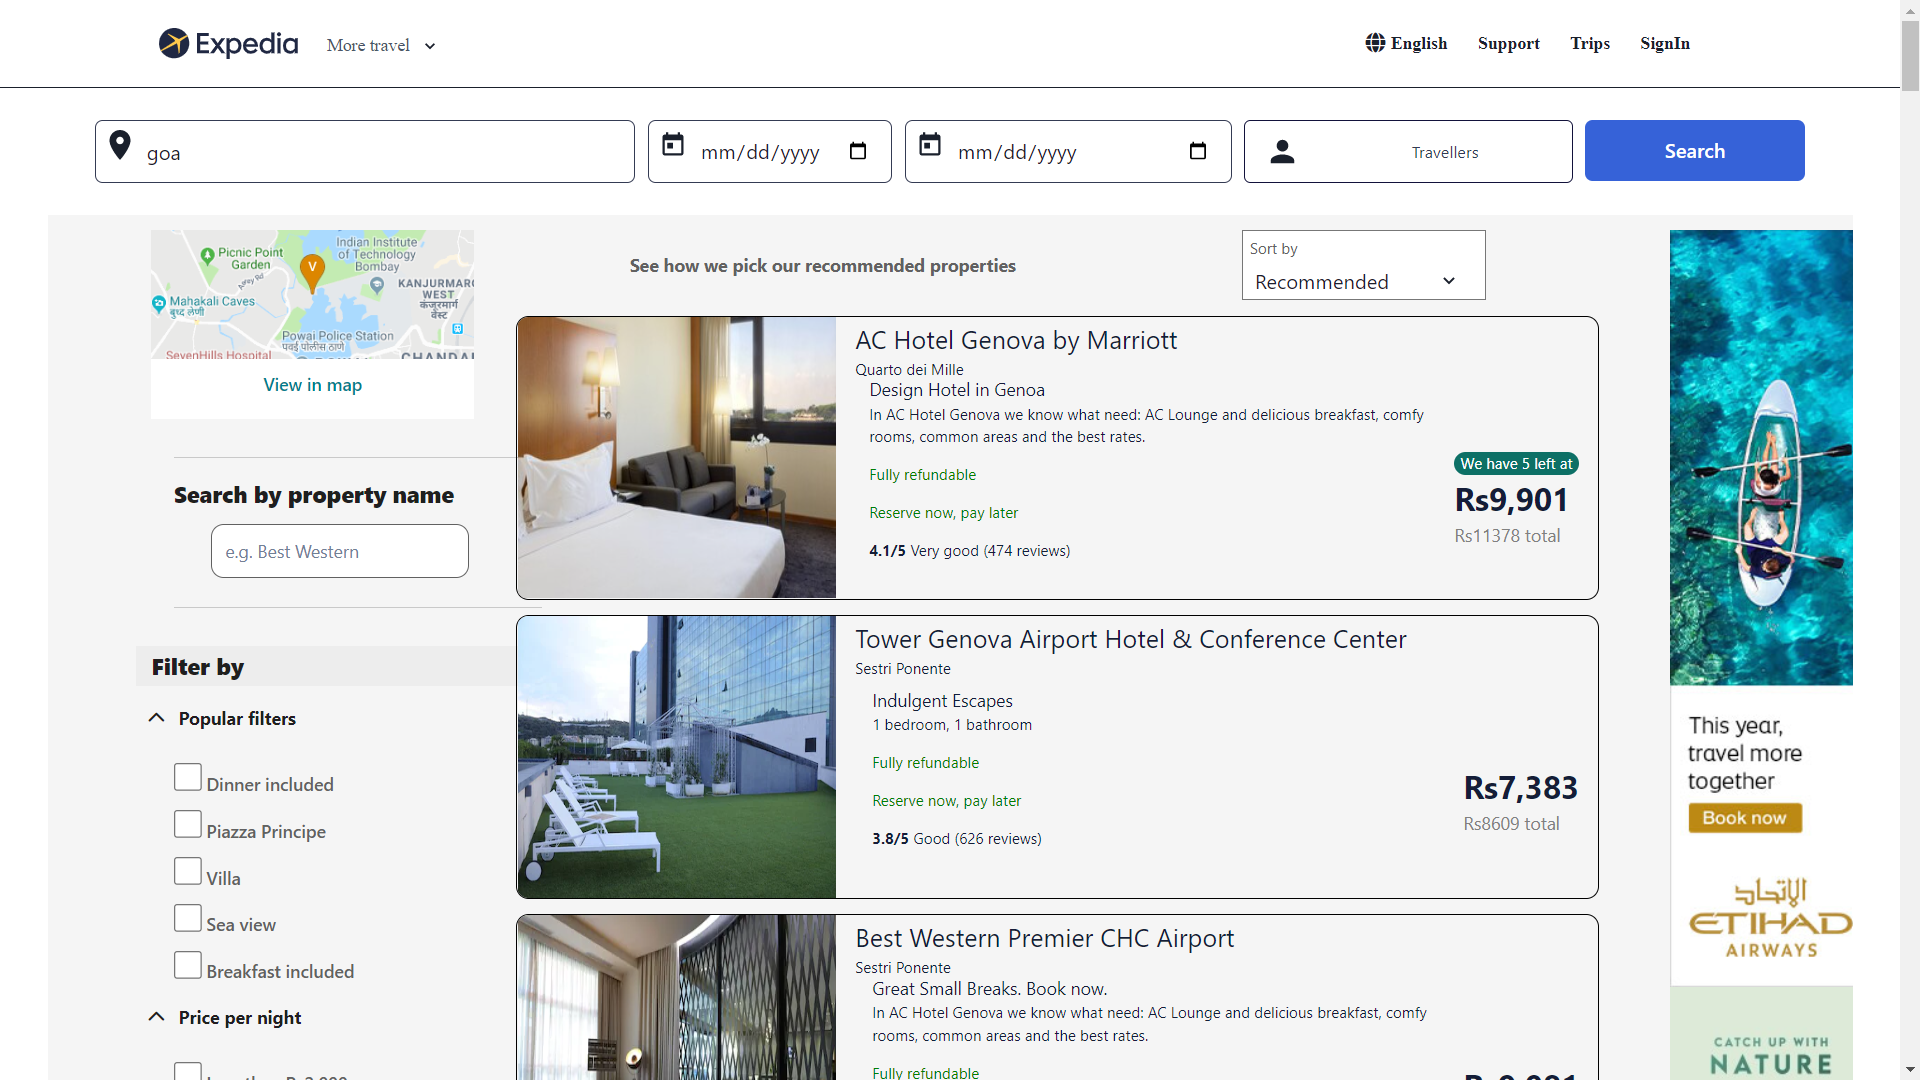 Expedia
More travel
English
Support
Trips
SignIn
goa
mm/dd/yyyy
mm/dd/yyyy
Travellers
Search
Picnic Point
Garden
Indian Institute
of Technology
Bombay
V
KANJURMAR
WEST
कंजूरमार्ग
वेस्ट
Mahakali Caves
बुध्द लेणी
Powai Police Station
पवई पोलीस ठाणे
SevenHills Hospital
CHANDA
View in map
Search by property name
e.g. Best Western
Filter by
Popular filters
Dinner included
Piazza Principe
Villa
Sea view
Breakfast included
Price per night
See how we pick our recommended properties
Sort by
Recommended
AC Hotel Genova by Marriott
Quarto dei Mille
Design Hotel in Genoa
In AC Hotel Genova we know what need: AC Lounge and delicious breakfast, comfy
rooms, common areas and the best rates.
Fully refundable
Reserve now, pay later
4.1/5 Very good (474 reviews)
We have 5 left at
Rs9,901
Rs11378 total
Tower Genova Airport Hotel & Conference Center
Sestri Ponente
Indulgent Escapes
1 bedroom, 1 bathroom
Fully refundable
Reserve now, pay later
3.8/5 Good (626 reviews)
Rs7,383
Rs8609 total
Best Western Premier CHC Airport
Sestri Ponente
Great Small Breaks. Book now.
In AC Hotel Genova we know what need: AC Lounge and delicious breakfast, comfy
rooms, common areas and the best rates.
Fully refundable
This year,
travel more
together
Book now
الإتحاد
ETIHAD
AIRWAYS
CATCH UP WITH
NATURE